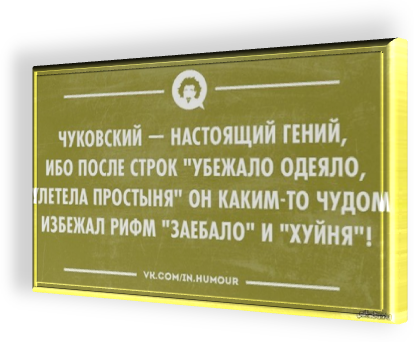 ЧУКОВСКИЙ — НАСТОЯЩИЙ ГЕНИЙ,
ИБО ПОСЛЕ СТРОК "УБЕЖАЛО ОДЕЯЛО,
УЛЕТЕЛА ПРОСТЫНЯ" ОН КАКИМ-ТО ЧУДОМ
ИЗБЕЖАЛ РИФМ "ЗАЕБАЛО" И "ХУЙНЯ"!
VK.COM/IN.HUMOUR